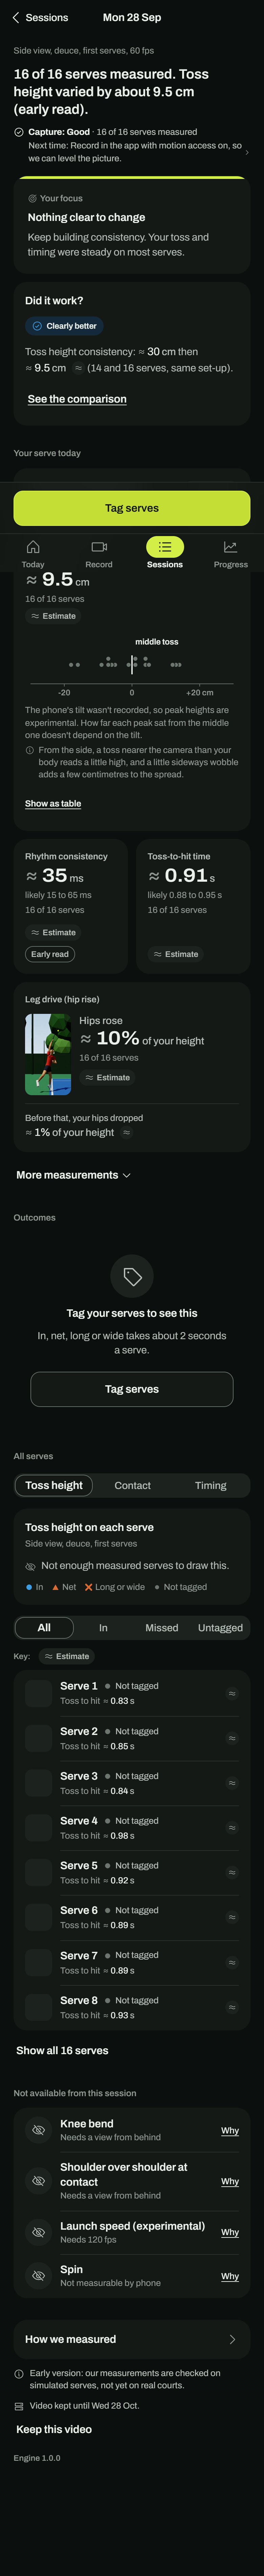 Sessions
Mon 28 Sep
Side view, deuce, first serves, 60 fps
16 of 16 serves measured. Toss
height varied by about 9.5 cm
(early read).
Capture: Good · 16 of 16 serves measured
Next time: Record in the app with motion access on, so
we can level the picture.
Your focus
Nothing clear to change
Keep building consistency. Your toss and
timing were steady on most serves.
Did it work?
Clearly better
Toss height consistency: ≈ 30 cm then
≈ 9.5 cm ≈ (14 and 16 serves, same set-up).
See the comparison
Your serve today
Tag serves
Today
Record
Sessions
Progress
≈ 9.5 cm
16 of 16 serves
≈ Estimate
middle toss
-20
0
+20 cm
The phone's tilt wasn't recorded, so peak heights are
experimental. How far each peak sat from the middle
one doesn't depend on the tilt.
From the side, a toss nearer the camera than your
body reads a little high, and a little sideways wobble
adds a few centimetres to the spread.
Show as table
Rhythm consistency
≈ 35 ms
likely 15 to 65 ms
16 of 16 serves
≈ Estimate
Early read
Toss-to-hit time
≈ 0.91 s
likely 0.88 to 0.95 s
16 of 16 serves
≈ Estimate
Leg drive (hip rise)
Hips rose
≈ 10% of your height
16 of 16 serves
≈ Estimate
Before that, your hips dropped
≈ 1% of your height ≈
More measurements
Outcomes
Tag your serves to see this
In, net, long or wide takes about 2 seconds
a serve.
Tag serves
All serves
Toss height
Contact
Timing
Toss height on each serve
Side view, deuce, first serves
Not enough measured serves to draw this.
In
Net
Long or wide
Not tagged
All
In
Missed
Untagged
Key: ≈ Estimate
Serve 1 Not tagged
Toss to hit ≈ 0.83 s ≈
Serve 2 Not tagged
Toss to hit ≈ 0.85 s ≈
Serve 3 Not tagged
Toss to hit ≈ 0.84 s ≈
Serve 4 Not tagged
Toss to hit ≈ 0.98 s ≈
Serve 5 Not tagged
Toss to hit ≈ 0.92 s ≈
Serve 6 Not tagged
Toss to hit ≈ 0.89 s ≈
Serve 7 Not tagged
Toss to hit ≈ 0.89 s ≈
Serve 8 Not tagged
Toss to hit ≈ 0.93 s ≈
Show all 16 serves
Not available from this session
Knee bend
Needs a view from behind
Why
Shoulder over shoulder at
contact
Needs a view from behind
Why
Launch speed (experimental)
Needs 120 fps
Why
Spin
Not measurable by phone
Why
How we measured
Early version: our measurements are checked on
simulated serves, not yet on real courts.
Video kept until Wed 28 Oct.
Keep this video
Engine 1.0.0